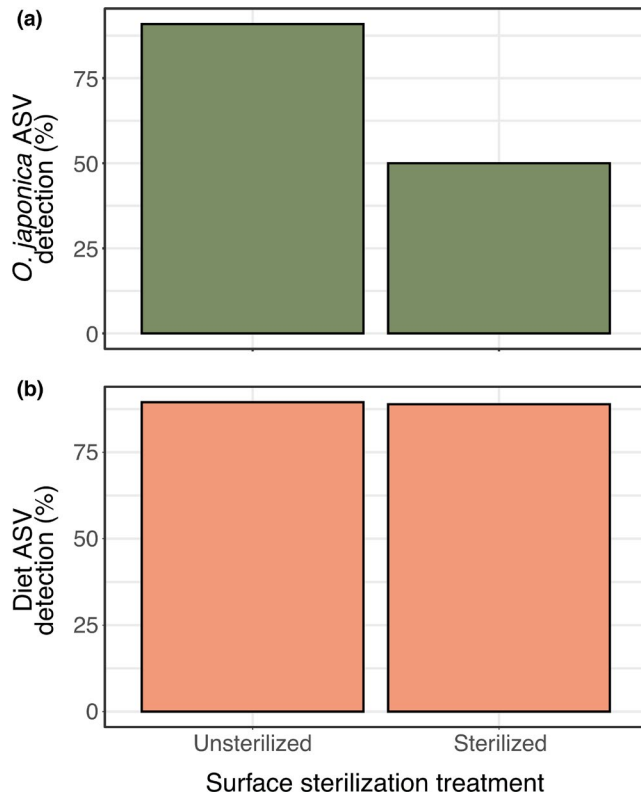 (a)
O. japonica ASV
detection (%)
75
50
25
0
(b)
Diet ASV
detection (%)
75
50
25
0
Unsterilized
Sterilized
Surface sterilization treatment